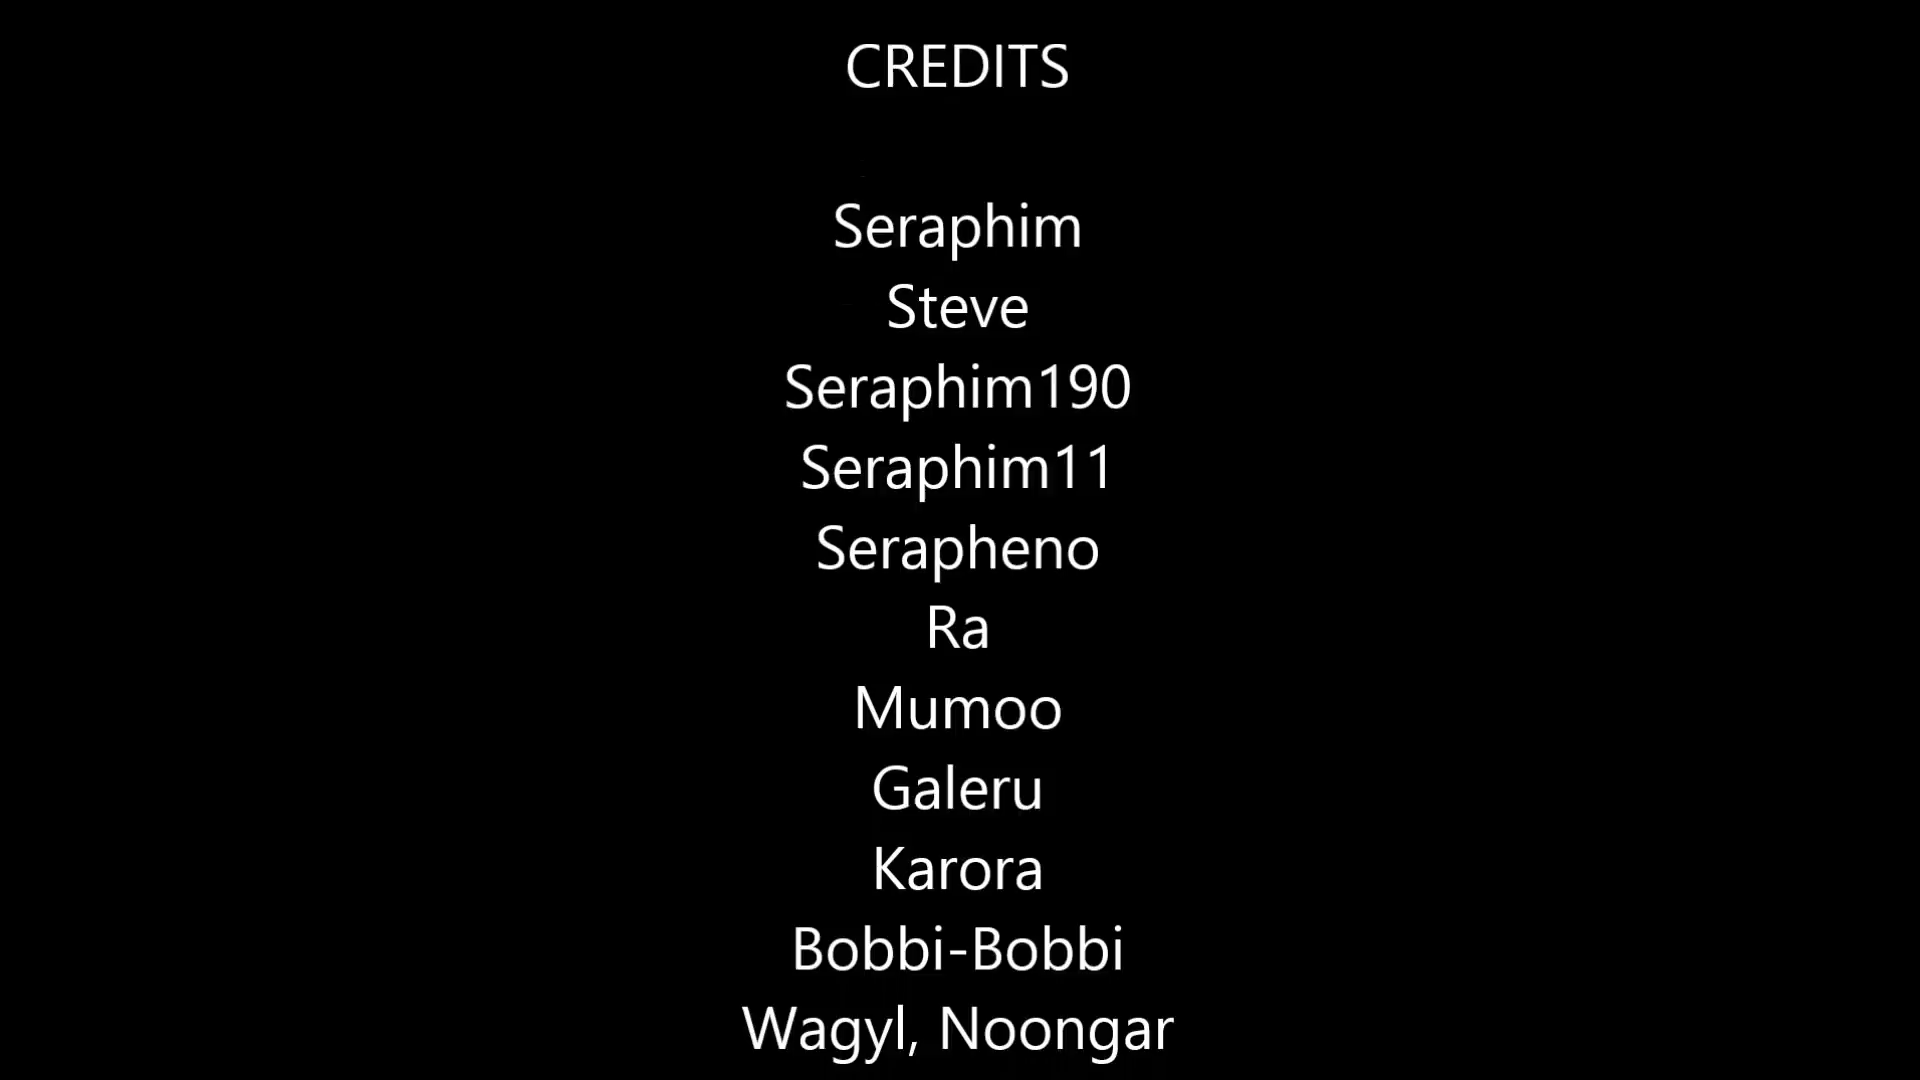 CREDITS
Seraphim
Steve
Seraphim190
Seraphim11
Serapheno
Ra
Mumoo
Galeru
Karora
Bobbi-Bobbi
Wagyl, Noongar